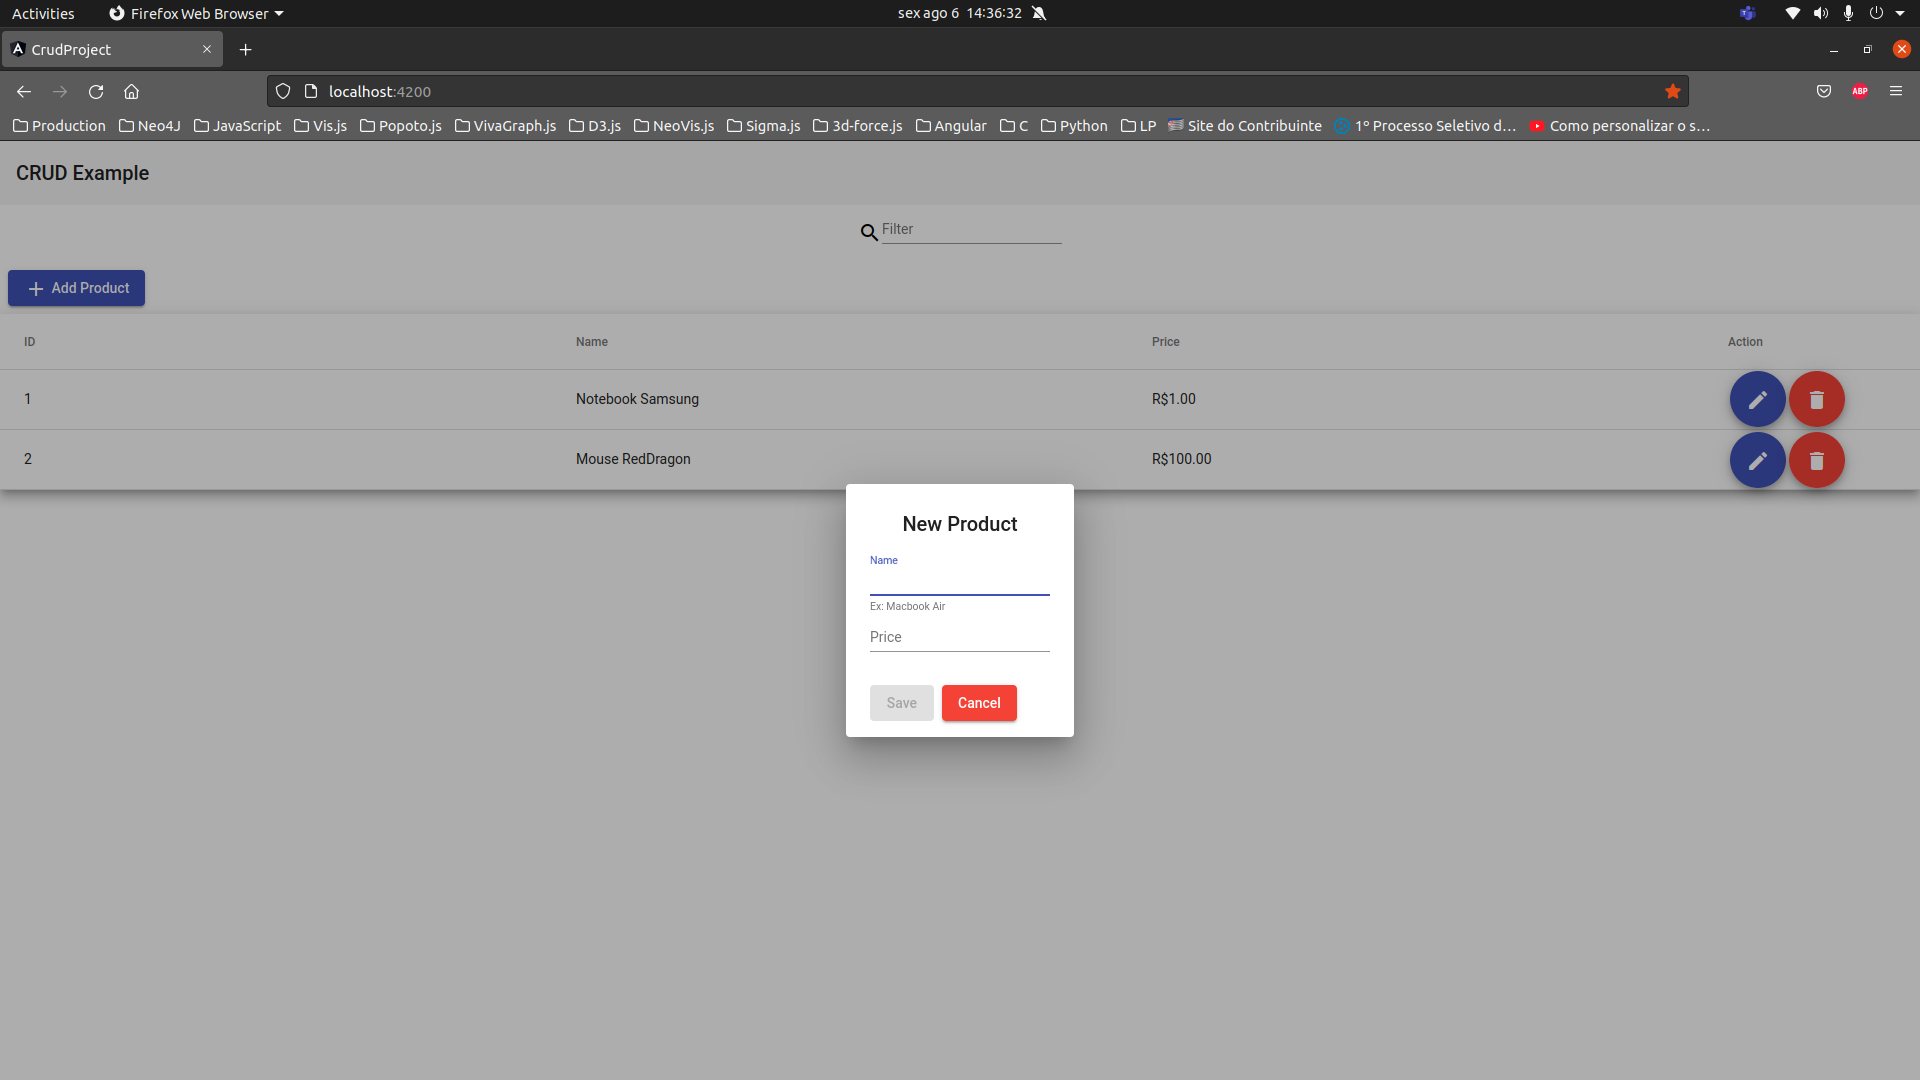 Activities Firefox Web Browser sex ago 6 14:36:32
CrudProject
localhost:4200 ABP
Production Neo4J JavaScript Vis.js Popoto.js VivaGraph.js D3.js NeoVis.js Sigma.js 3d-force.js Angular C Python LP Site do Contribuinte 1º Processo Seletivo d... Como personalizar o s...
CRUD Example
Filter
Add Product
ID Name Price Action
1 Notebook Samsung R$1.00
2 Mouse RedDragon R$100.00
New Product
Name
Ex: Macbook Air
Price
Save Cancel